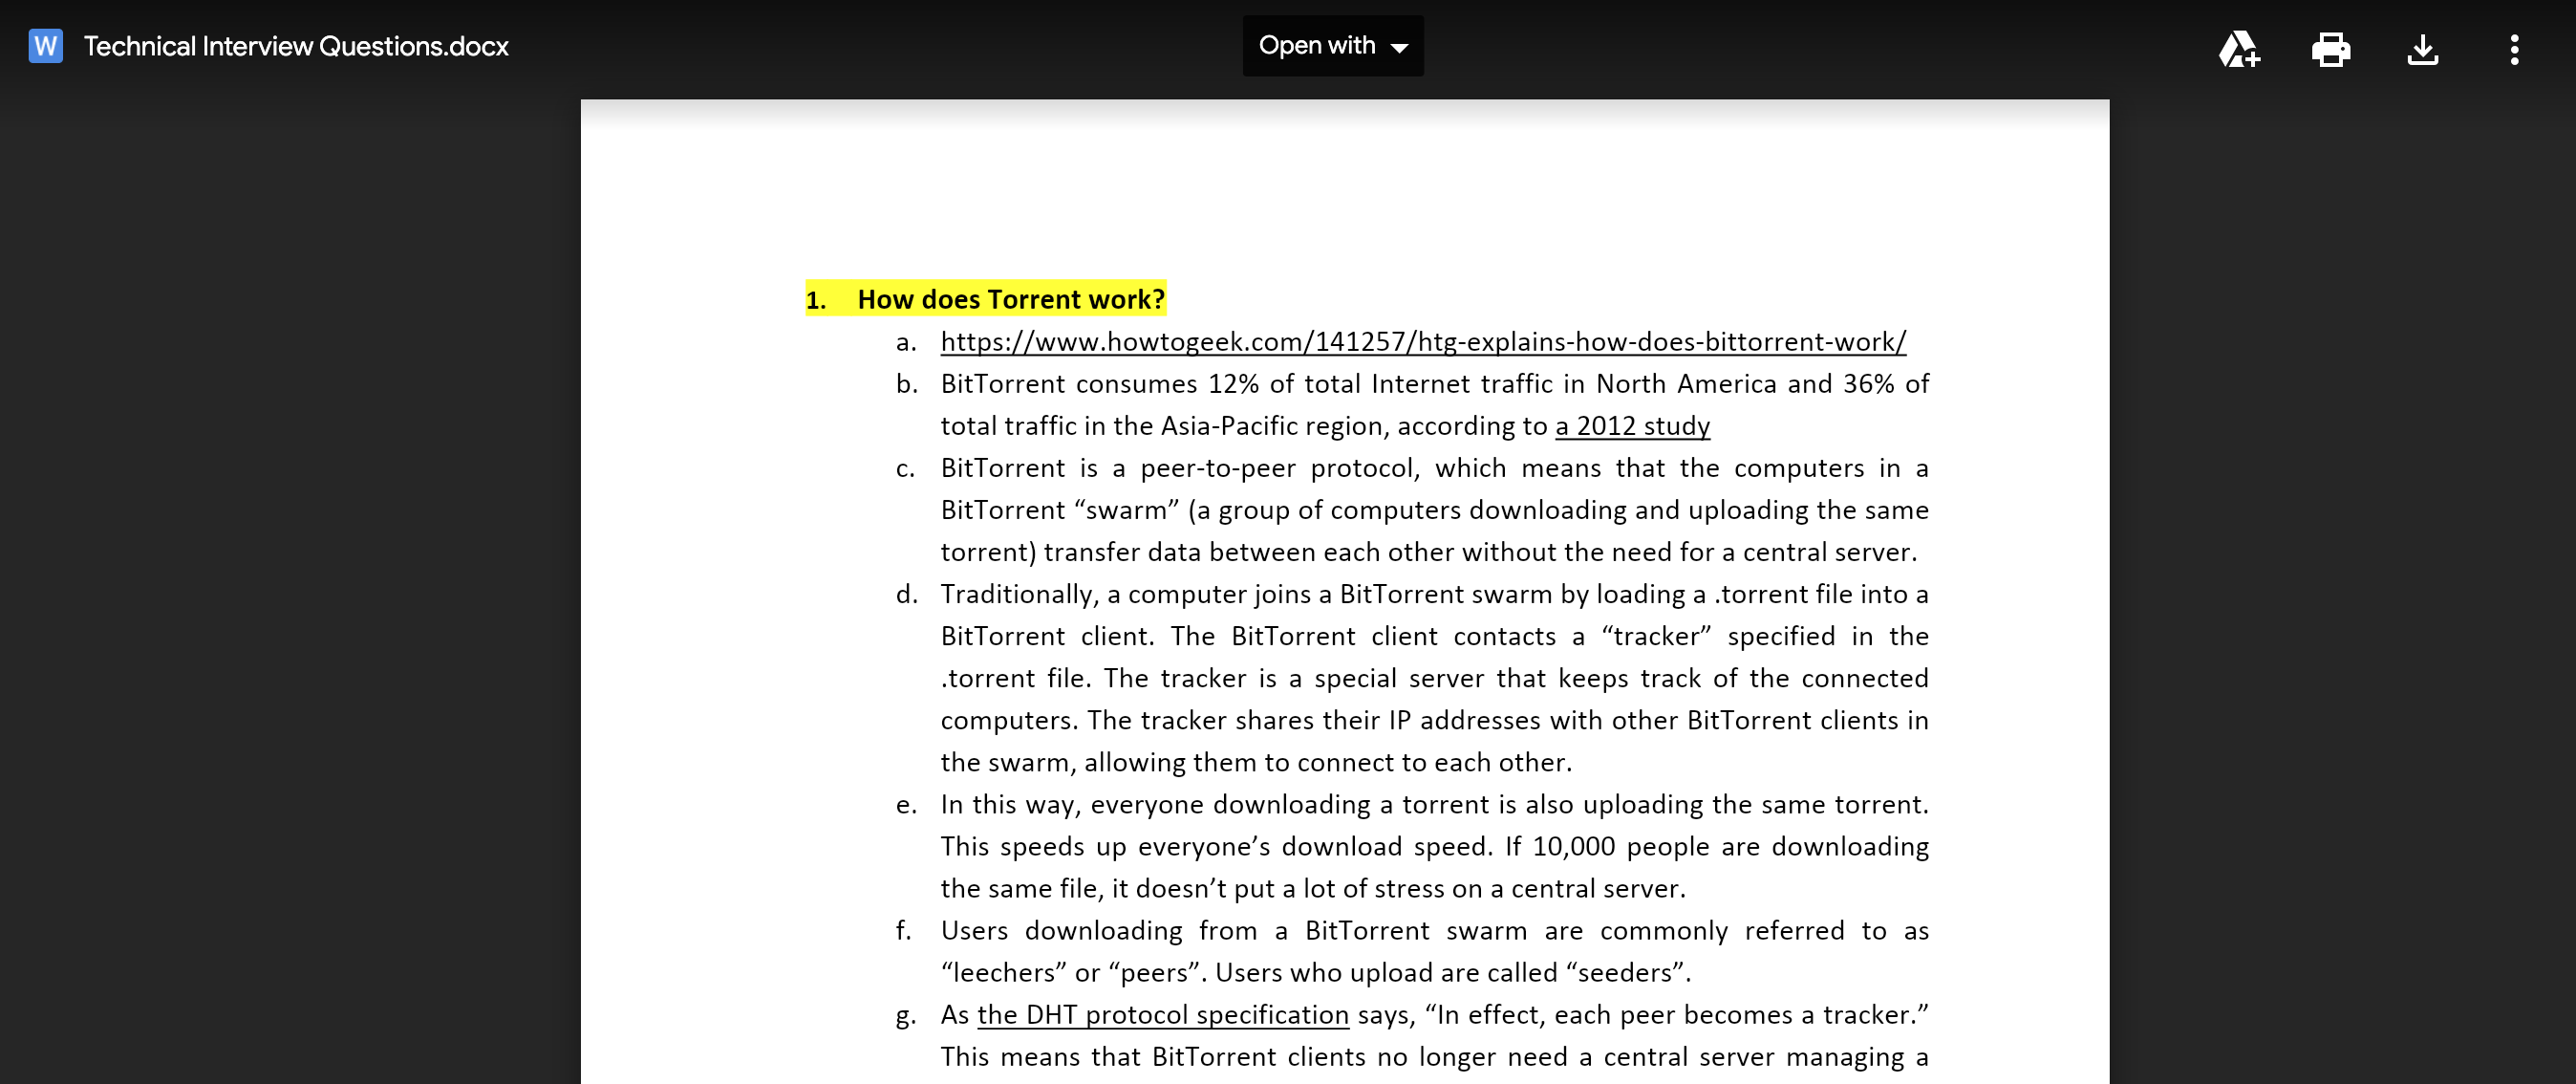 W Technical Interview Questions.docx
Open with
1. How does Torrent work?
a. https://www.howtogeek.com/141257/htg-explains-how-does-bittorrent-work/
b. BitTorrent consumes 12% of total Internet traffic in North America and 36% of
total traffic in the Asia-Pacific region, according to a 2012 study
c. BitTorrent is a peer-to-peer protocol, which means that the computers in a
BitTorrent “swarm” (a group of computers downloading and uploading the same
torrent) transfer data between each other without the need for a central server.
d. Traditionally, a computer joins a BitTorrent swarm by loading a .torrent file into a
BitTorrent client. The BitTorrent client contacts a “tracker” specified in the
.torrent file. The tracker is a special server that keeps track of the connected
computers. The tracker shares their IP addresses with other BitTorrent clients in
the swarm, allowing them to connect to each other.
e. In this way, everyone downloading a torrent is also uploading the same torrent.
This speeds up everyone’s download speed. If 10,000 people are downloading
the same file, it doesn’t put a lot of stress on a central server.
f. Users downloading from a BitTorrent swarm are commonly referred to as
“leechers” or “peers”. Users who upload are called “seeders”.
g. As the DHT protocol specification says, “In effect, each peer becomes a tracker.”
This means that BitTorrent clients no longer need a central server managing a